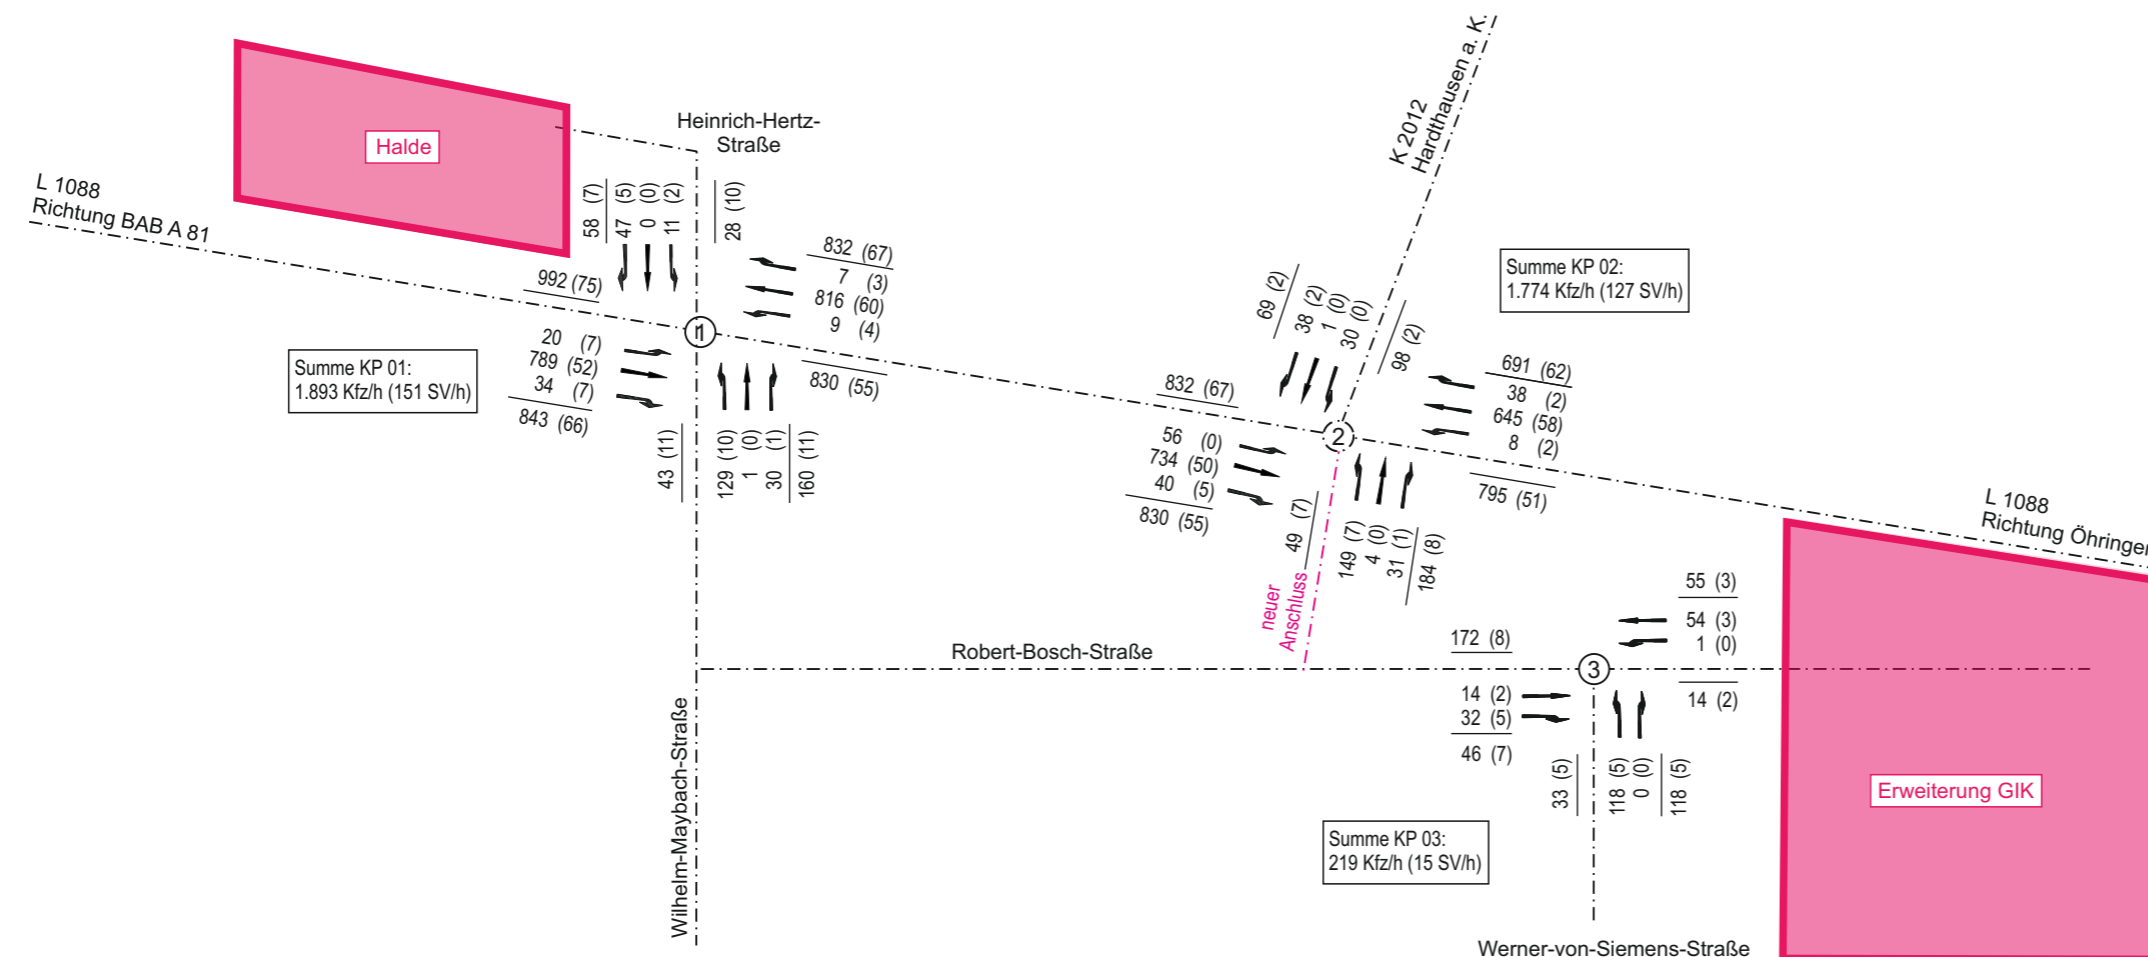 Halde
Heinrich-Hertz-
Straße
L 1088
Richtung BAB A 81
58 (7)
47 (5)
0 (0)
11 (2)
28 (10)
992 (75)
832 (67)
7 (3)
816 (60)
9 (4)
1
20 (7)
789 (52)
34 (7)
843 (66)
830 (55)
Summe KP 01:
1.893 Kfz/h (151 SV/h)
43 (11)
129 (10)
1 (0)
30 (1)
160 (11)
K 2012
Hardthausen a. K.
69 (2)
38 (2)
1 (0)
30 (0)
98 (2)
Summe KP 02:
1.774 Kfz/h (127 SV/h)
832 (67)
691 (62)
38 (2)
645 (58)
8 (2)
2
56 (0)
734 (50)
40 (5)
830 (55)
795 (51)
49 (7)
149 (7)
4 (0)
31 (1)
184 (8)
neuer
Anschluss
L 1088
Richtung Öhringen
Robert-Bosch-Straße
172 (8)
55 (3)
54 (3)
1 (0)
3
14 (2)
32 (5)
46 (7)
14 (2)
33 (5)
118 (5)
0 (0)
118 (5)
Wilhelm-Maybach-Straße
Summe KP 03:
219 Kfz/h (15 SV/h)
Erweiterung GIK
Werner-von-Siemens-Straße